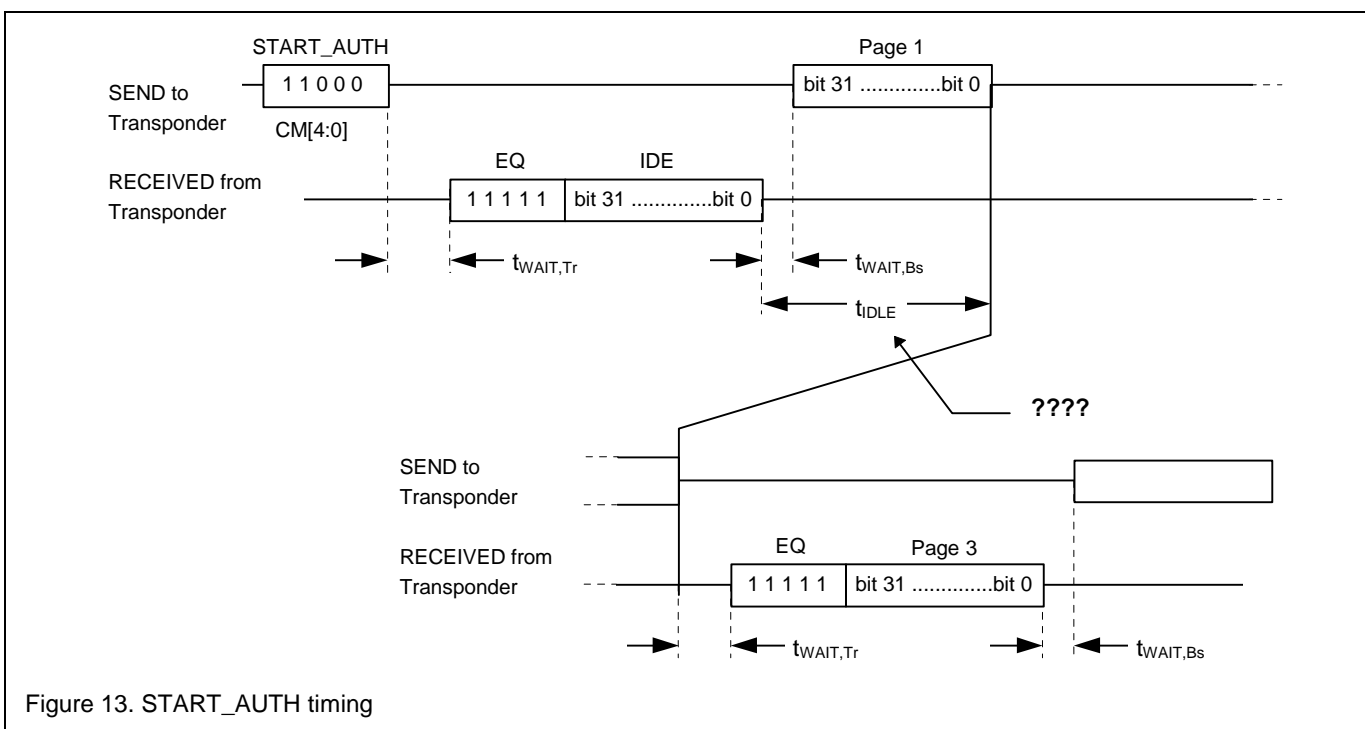 START_AUTH
Page 1
SEND to
Transponder
1 1 0 0 0
bit 31 ..............bit 0
CM[4:0]
EQ
IDE
RECEIVED from
Transponder
1 1 1 1 1
bit 31 ..............bit 0
tWAIT,Tr
tWAIT,Bs
tIDLE
????
SEND to
Transponder
EQ
Page 3
RECEIVED from
Transponder
1 1 1 1 1
bit 31 ..............bit 0
tWAIT,Tr
tWAIT,Bs
Figure 13. START_AUTH timing